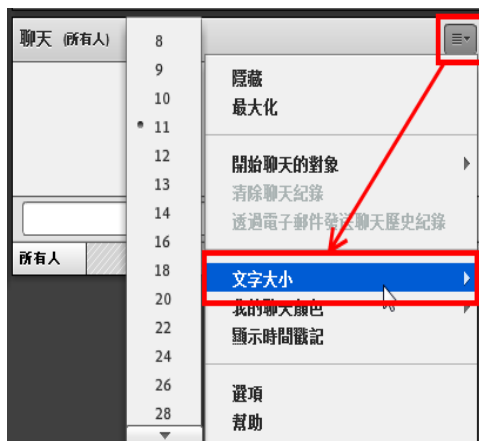 聊天 (所有人)
8
9
10
11
12
13
14
16
18
20
22
24
26
28
所有人
隱藏
最大化
開始聊天的對象
清除聊天紀錄
透過電子郵件發送聊天歷史紀錄
文字大小
我的聊天顏色
顯示時間戳記
選項
幫助